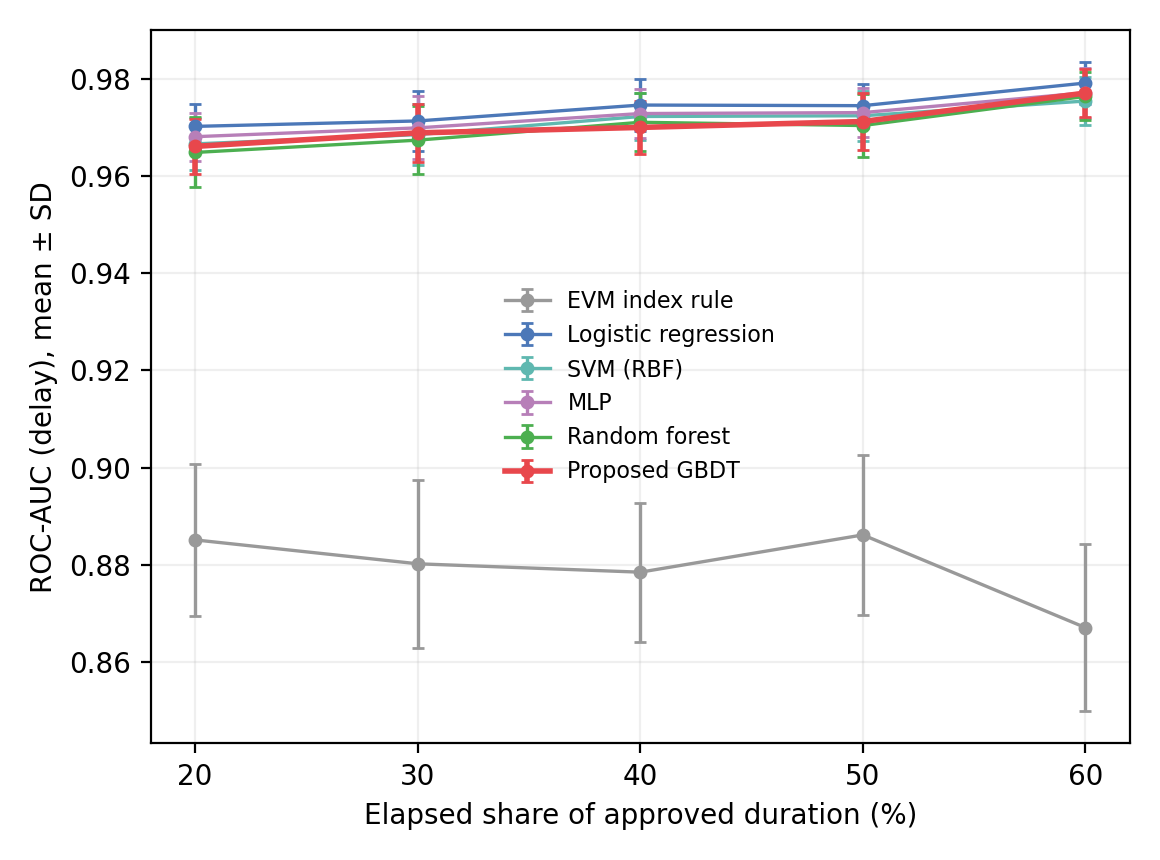 0.98
0.96
0.94
0.92
0.90
0.88
0.86
ROC-AUC (delay), mean ± SD
EVM index rule
Logistic regression
SVM (RBF)
MLP
Random forest
Proposed GBDT
20 30 40 50 60
Elapsed share of approved duration (%)